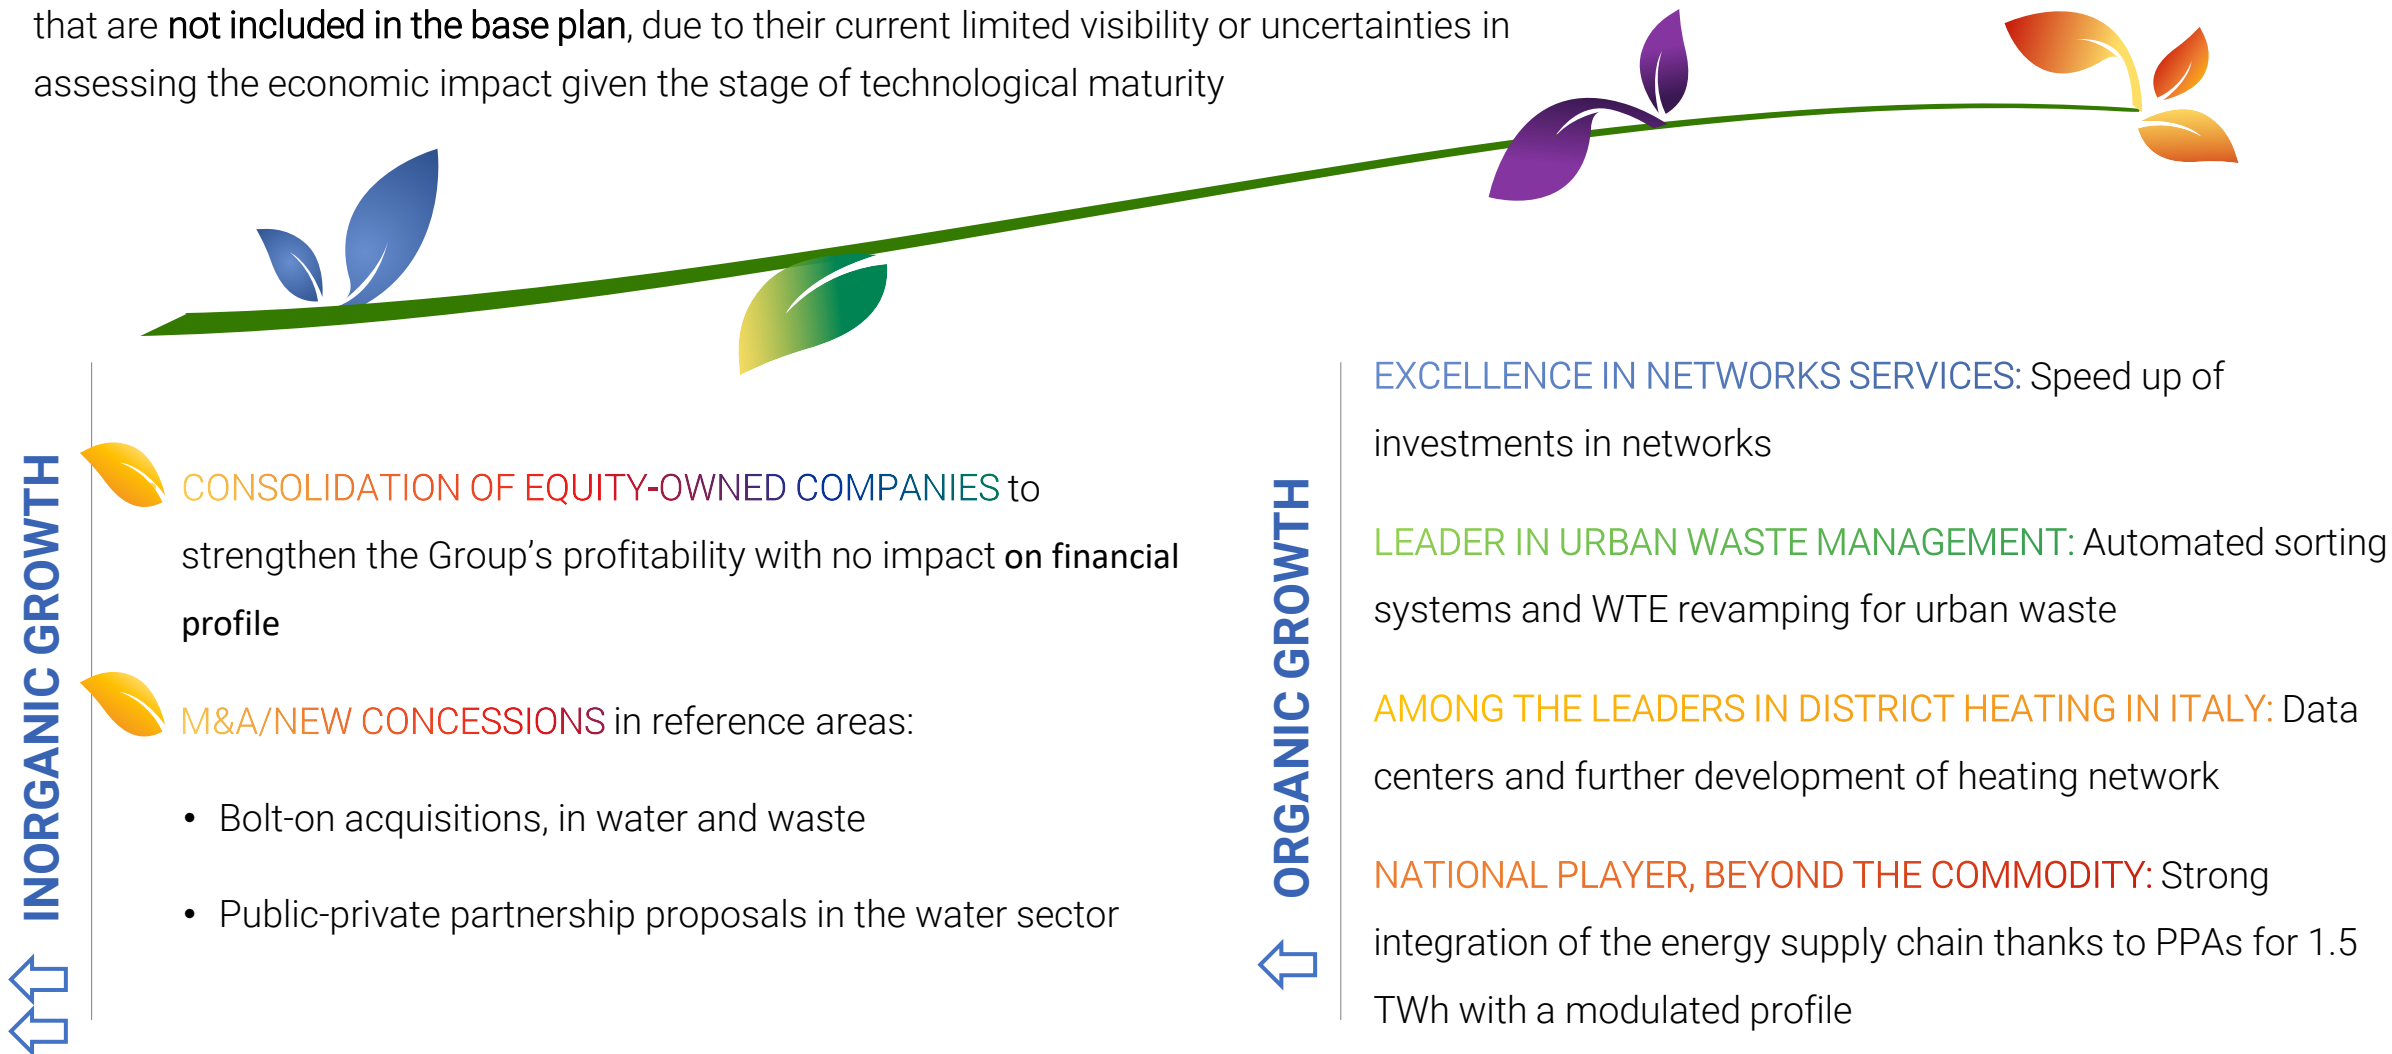 that are not included in the base plan, due to their current limited visibility or uncertainties in
assessing the economic impact given the stage of technological maturity
INORGANIC GROWTH
CONSOLIDATION OF EQUITY-OWNED COMPANIES to
strengthen the Group’s profitability with no impact on financial
profile
M&A/NEW CONCESSIONS in reference areas:
• Bolt-on acquisitions, in water and waste
• Public-private partnership proposals in the water sector
ORGANIC GROWTH
EXCELLENCE IN NETWORKS SERVICES: Speed up of
investments in networks
LEADER IN URBAN WASTE MANAGEMENT: Automated sorting
systems and WTE revamping for urban waste
AMONG THE LEADERS IN DISTRICT HEATING IN ITALY: Data
centers and further development of heating network
NATIONAL PLAYER, BEYOND THE COMMODITY: Strong
integration of the energy supply chain thanks to PPAs for 1.5
TWh with a modulated profile